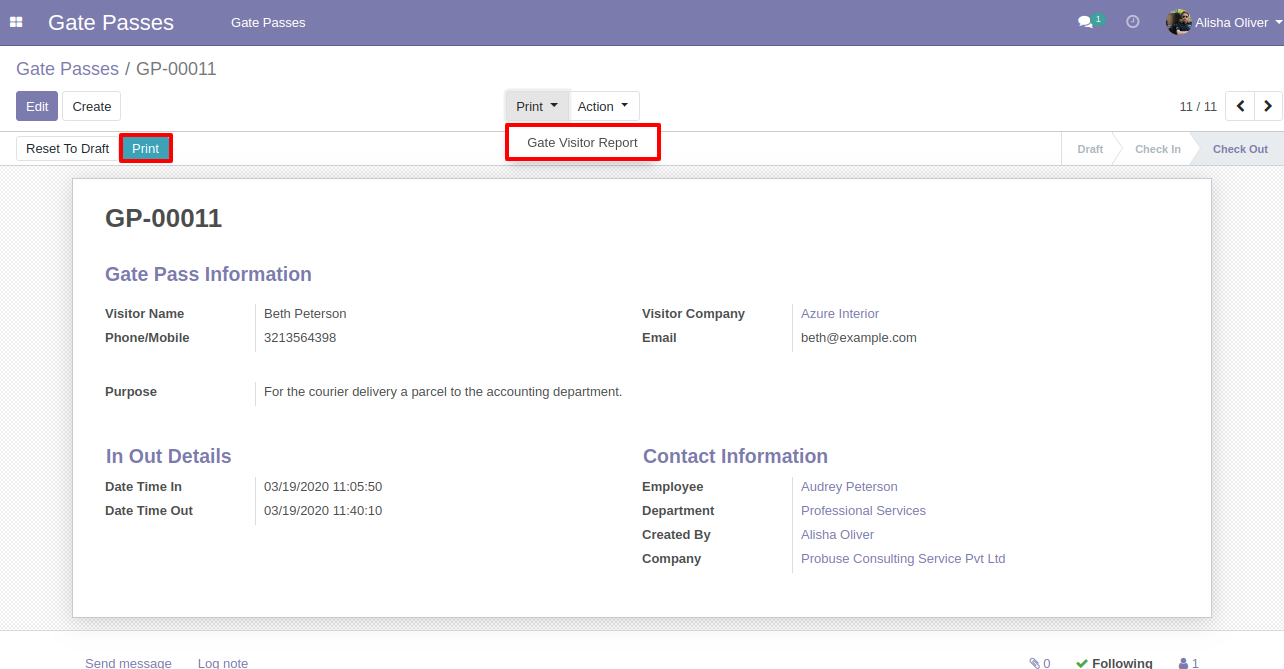 Gate Passes Gate Passes 1 Alisha Oliver
Gate Passes / GP-00011
Edit Create Print Action 11 / 11
Gate Visitor Report
Reset To Draft Print Draft Check In Check Out
GP-00011
Gate Pass Information
Visitor Name Beth Peterson Visitor Company Azure Interior
Phone/Mobile 3213564398 Email beth@example.com
Purpose For the courier delivery a parcel to the accounting department.
In Out Details Contact Information
Date Time In 03/19/2020 11:05:50 Employee Audrey Peterson
Date Time Out 03/19/2020 11:40:10 Department Professional Services
Created By Alisha Oliver
Company Probuse Consulting Service Pvt Ltd
Send message Log note 0 Following 1